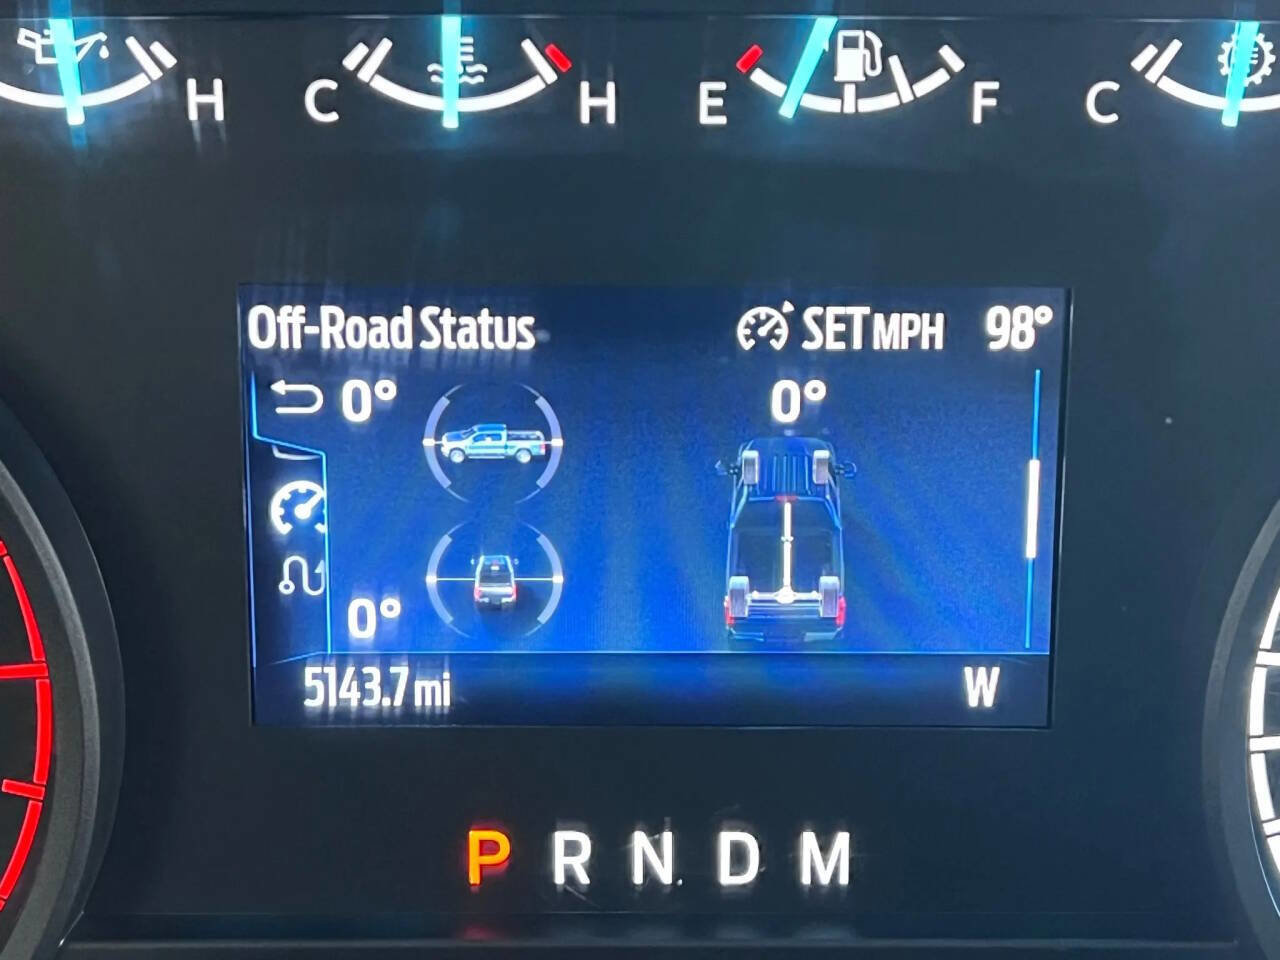 H C H E F C
Off-Road Status SET MPH 98°
0° 0°
0°
5143.7 mi W
P R N D M